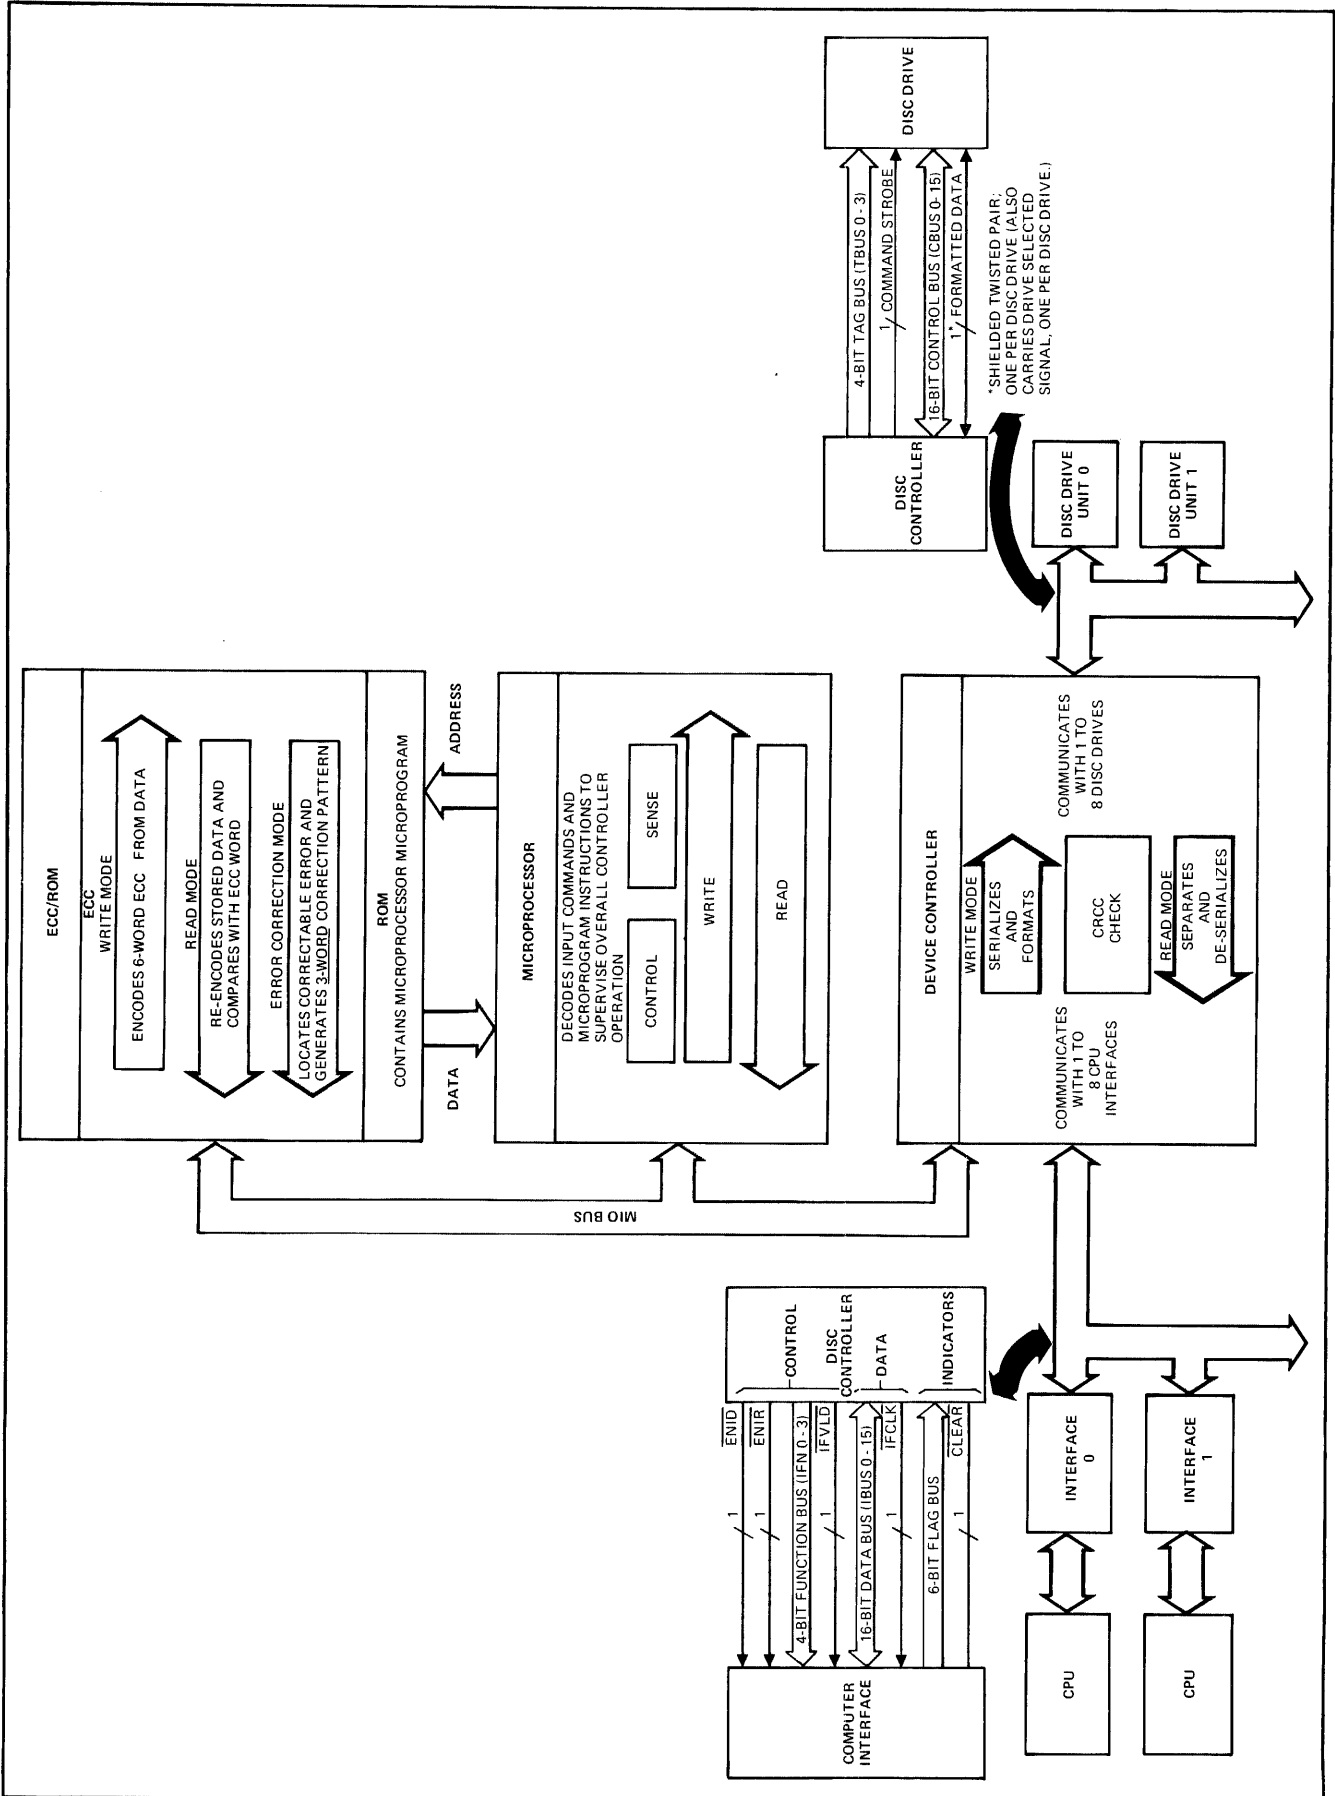 ECC/ROM
ECC
WRITE MODE
ENCODES 6-WORD ECC FROM DATA
READ MODE
RE-ENCODES STORED DATA AND
COMPARES WITH ECC WORD
ERROR CORRECTION MODE
LOCATES CORRECTABLE ERROR AND
GENERATES 3-WORD CORRECTION PATTERN
ROM
CONTAINS MICROPROCESSOR MICROPROGRAM
DATA
ADDRESS
MICROPROCESSOR
DECODES INPUT COMMANDS AND
MICROPROGRAM INSTRUCTIONS TO
SUPERVISE OVERALL CONTROLLER
OPERATION
CONTROL
SENSE
WRITE
READ
MIO BUS
DEVICE CONTROLLER
WRITE MODE
SERIALIZES
AND
FORMATS
COMMUNICATES
WITH 1 TO
8 CPU
INTERFACES
CRCC
CHECK
COMMUNICATES
WITH 1 TO
8 DISC DRIVES
READ MODE
SEPARATES
AND
DE-SERIALIZES
COMPUTER
INTERFACE
1
ENID
1
ENIR
4-BIT FUNCTION BUS (IFN 0 - 3)
1
IFVLD
16-BIT DATA BUS (IBUS 0 - 15)
1
IFCLK
6-BIT FLAG BUS
1
CLEAR
CONTROL
DISC
CONTROLLER
DATA
INDICATORS
CPU
INTERFACE
0
CPU
INTERFACE
1
DISC
CONTROLLER
4-BIT TAG BUS (TBUS 0 - 3)
1 COMMAND STROBE
16-BIT CONTROL BUS (CBUS 0- 15)
1* FORMATTED DATA
DISC DRIVE
*SHIELDED TWISTED PAIR;
ONE PER DISC DRIVE (ALSO
CARRIES DRIVE SELECTED
SIGNAL, ONE PER DISC DRIVE.)
DISC DRIVE
UNIT 0
DISC DRIVE
UNIT 1